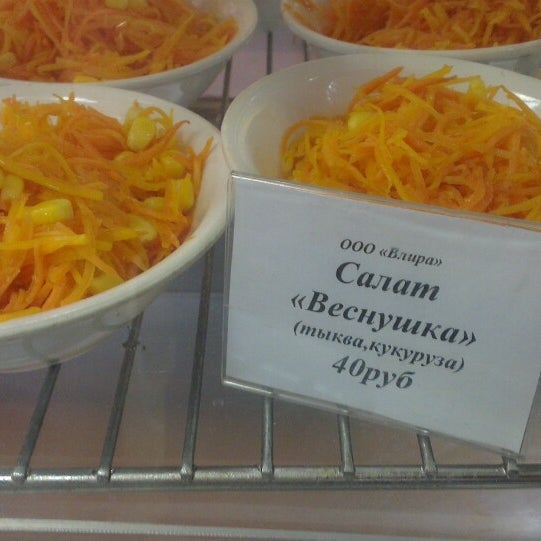 ООО «Влира»
Салат
«Веснушка»
(тыква,кукуруза)
40руб